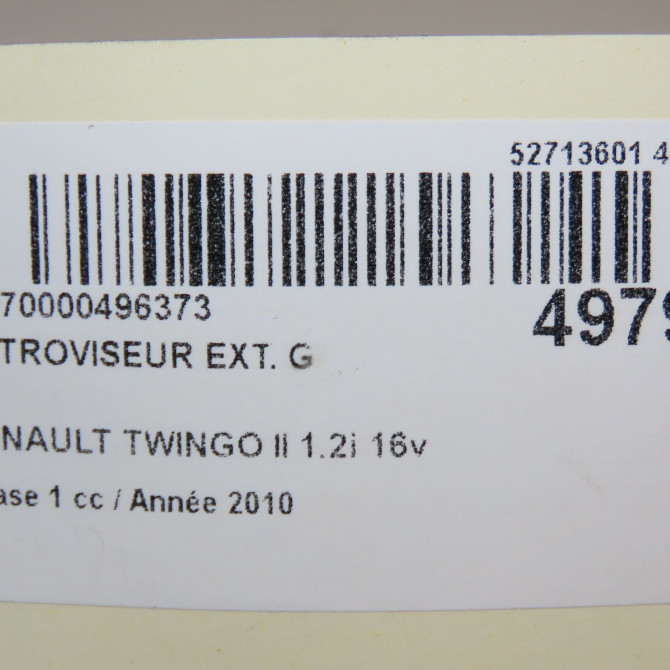 52713601 4
70000496373
4979
TROVISEUR EXT. G
NAULT TWINGO II 1.2i 16v
ase 1 cc / Année 2010